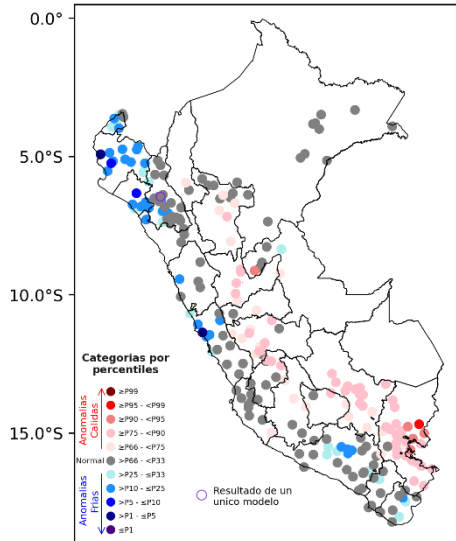 0.0°
5.0°S
10.0°S
15.0°S
Categorias por
percentiles
Anomalias
Calidas
≥P99
≥P95 - <P99
≥P90 - <P95
≥P75 - <P90
≥P66 - <P75
Normal
>P66 - <P33
>P25 - ≤P33
>P10 - ≤P25
>P5 - ≤P10
>P1 - ≤P5
≤P1
Anomalias
Frías
Resultado de un
unico modelo